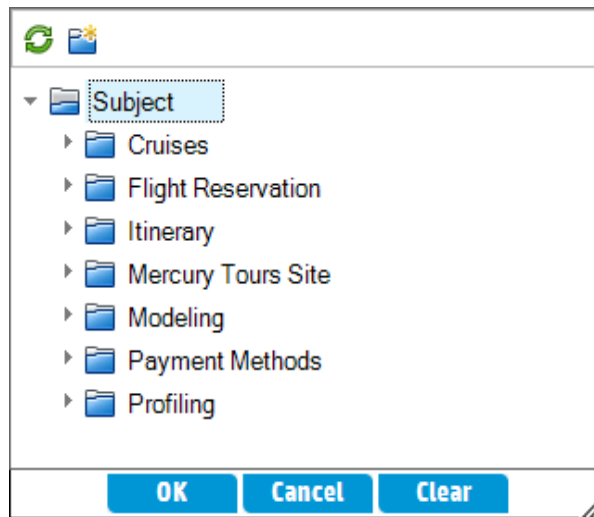 Subject
Cruises
Flight Reservation
Itinerary
Mercury Tours Site
Modeling
Payment Methods
Profiling
OK Cancel Clear